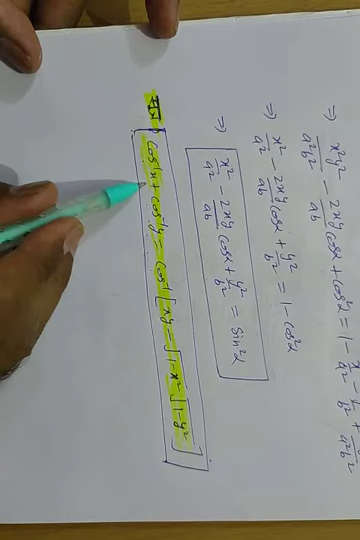 ⇒ x²y²/a²b² - 2xy/ab cosα + cos²α = 1 - x²/a² - y²/b² + x²y²/a²b²
⇒ x²/a² - 2xy/ab cosα + y²/b² = 1 - cos²α
⇒ x²/a² - 2xy/ab cosα + y²/b² = sin²α
cos⁻¹x + cos⁻¹y = cos⁻¹[xy - √1-x² √1-y²]